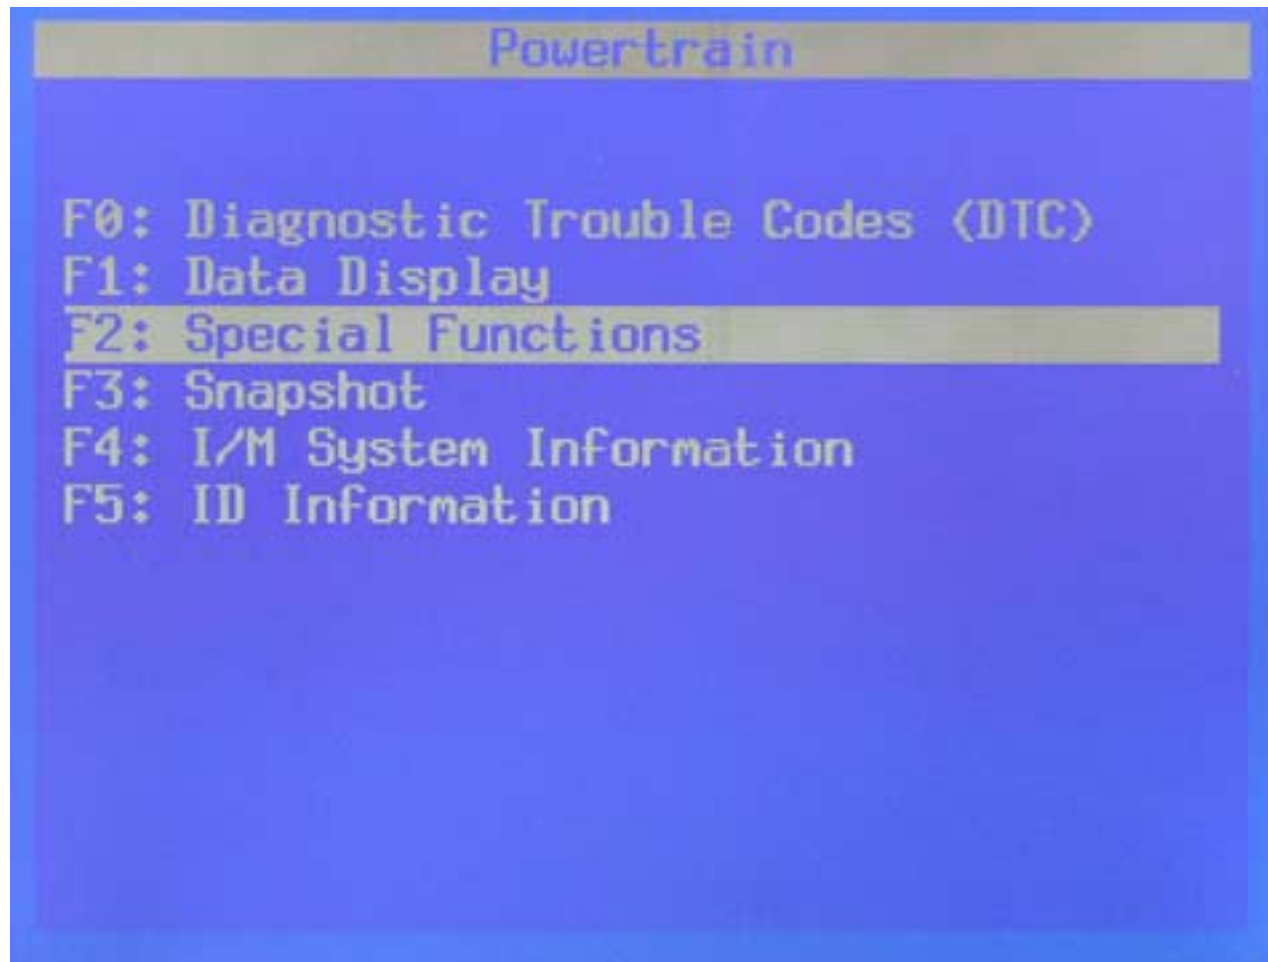 Powertrain
F0: Diagnostic Trouble Codes (DTC)
F1: Data Display
F2: Special Functions
F3: Snapshot
F4: I/M System Information
F5: ID Information